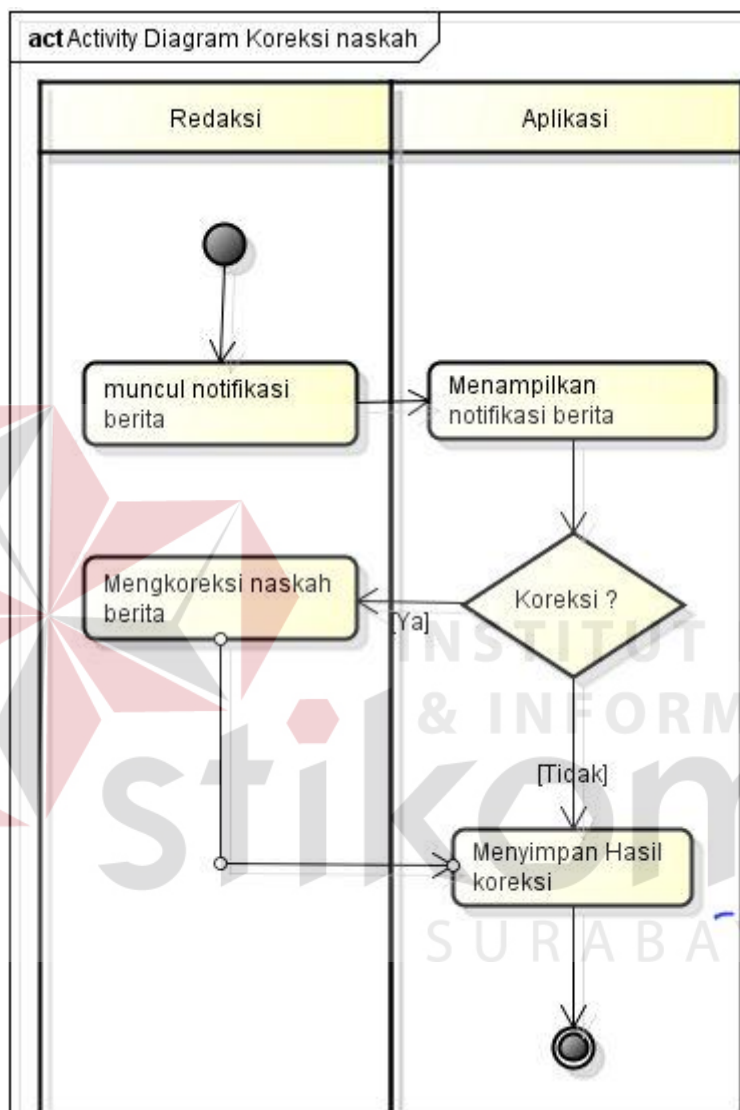 act Activity Diagram Koreksi naskah
Redaksi
Aplikasi
muncul notifikasi
berita
Menampilkan
notifikasi berita
Mengkoreksi naskah
berita
Koreksi ?
[Ya]
INSTITUT
& INFORM
[Tidak]
stikom
Menyimpan Hasil
koreksi
SURABA